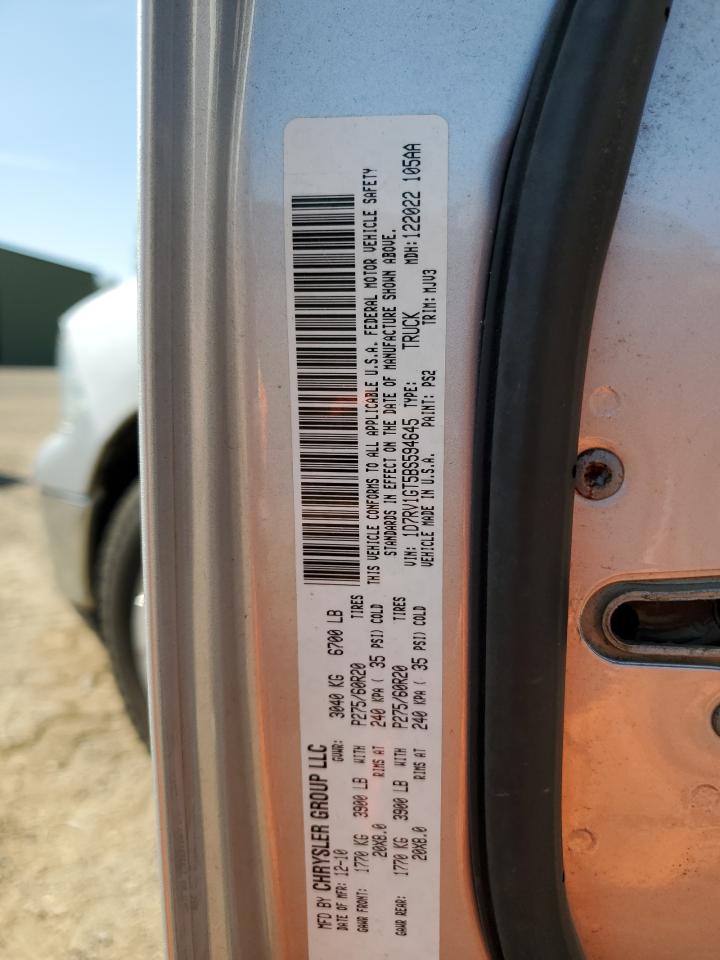 MFD BY CHRYSLER GROUP LLC
DATE OF MFR: 12-10 GVWR: 3040 KG 6700 LB
GAWR FRONT: 1770 KG 3900 LB WITH P275/60R20 TIRES
20X8.0 RIMS AT 240 KPA ( 35 PSI) COLD
GAWR REAR: 1770 KG 3900 LB WITH P275/60R20 TIRES
20X8.0 RIMS AT 240 KPA ( 35 PSI) COLD
THIS VEHICLE CONFORMS TO ALL APPLICABLE U.S.A. FEDERAL MOTOR VEHICLE SAFETY
STANDARDS IN EFFECT ON THE DATE OF MANUFACTURE SHOWN ABOVE.
VIN: 1D7RV1GT5BS594645 TYPE: TRUCK MDH: 122022 105AA
VEHICLE MADE IN U.S.A. PAINT: PS2 TRIM: MJV3